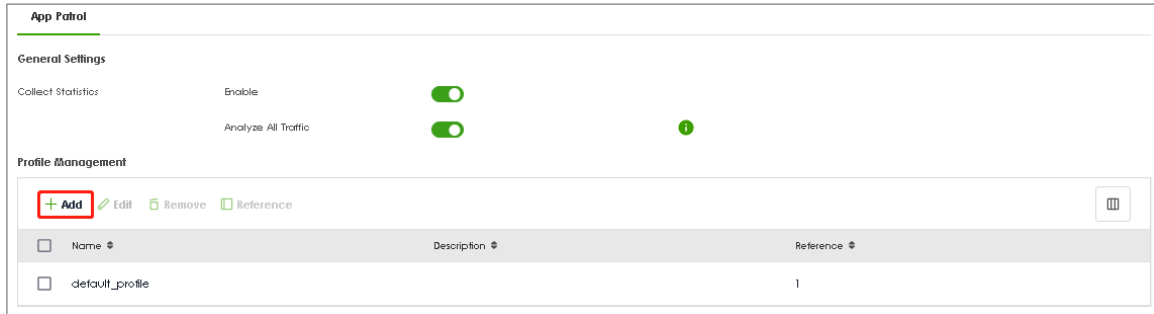 App Patrol
General Settings
Collect Statistics Enable
Analyze All Traffic
Profile Management
Add Edit Remove Reference
Name Description Reference
default_profile 1